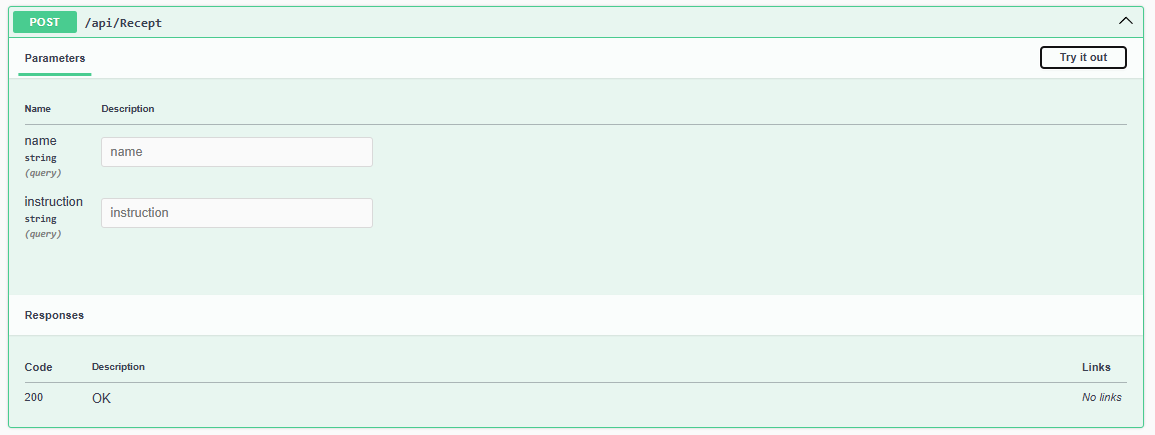 POST /api/Recept
Parameters Try it out
Name Description
name name
string
(query)
instruction instruction
string
(query)
Responses
Code Description Links
200 OK No links